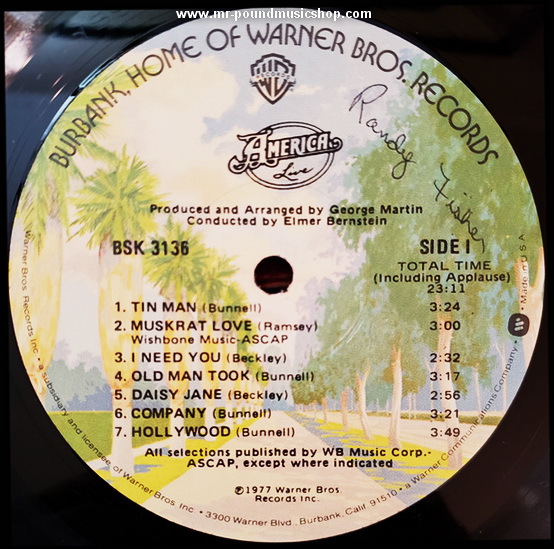 www.mr-poundmusicshop.com
BURBANK, HOME OF WARNER BROS. RECORDS
RECORDS
Randy Fisher
AMERICA
Live
Produced and Arranged by George Martin
Conducted by Elmer Bernstein
BSK 3136 SIDE 1
TOTAL TIME
(Including Applause)
23:11
1. TIN MAN (Bunnell) 3:24
2. MUSKRAT LOVE (Ramsey) 3:00
Wishbone Music-ASCAP
3. I NEED YOU (Beckley) 2:32
4. OLD MAN TOOK (Bunnell) 3:17
5. DAISY JANE (Beckley) 2:56
6. COMPANY (Bunnell) 3:21
7. HOLLYWOOD (Bunnell) 3:49
All selections published by WB Music Corp.-
ASCAP, except where indicated
℗1977 Warner Bros.
Records Inc.
Warner Bros. Records Inc. • a subsidiary and licensee of Warner Bros. Inc. • 3300 Warner Blvd., Burbank, Calif. 91510 • a Warner Communications Company • Made in U.S.A.